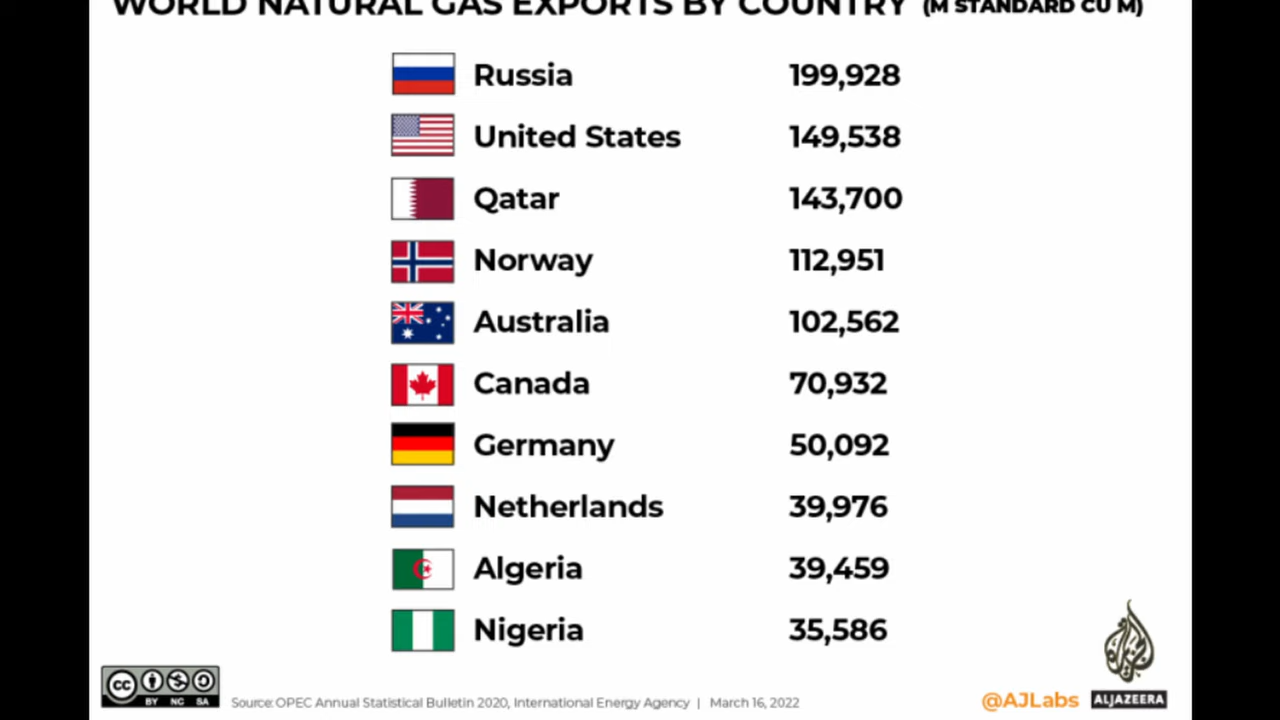 WORLD NATURAL GAS EXPORTS BY COUNTRY (M STANDARD CU M)
Russia 199,928
United States 149,538
Qatar 143,700
Norway 112,951
Australia 102,562
Canada 70,932
Germany 50,092
Netherlands 39,976
Algeria 39,459
Nigeria 35,586
cc BY NC SA
Source: OPEC Annual Statistical Bulletin 2020, International Energy Agency | March 16, 2022
@AJLabs
ALJAZEERA